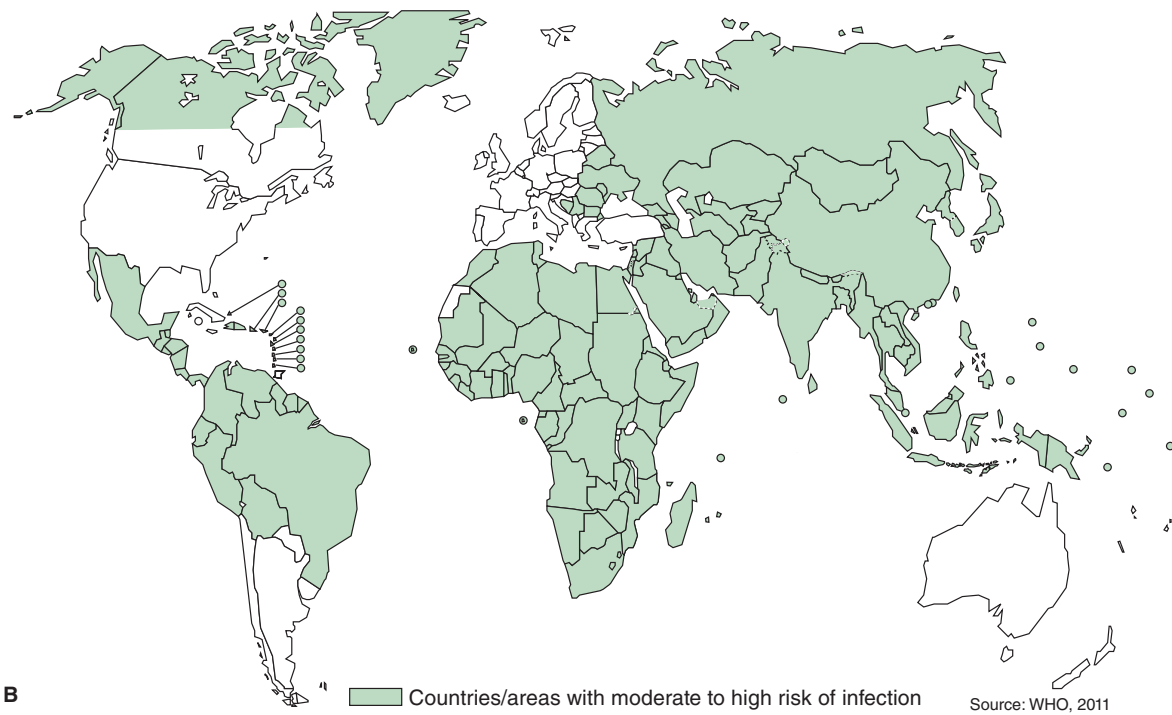 B
Countries/areas with moderate to high risk of infection
Source: WHO, 2011